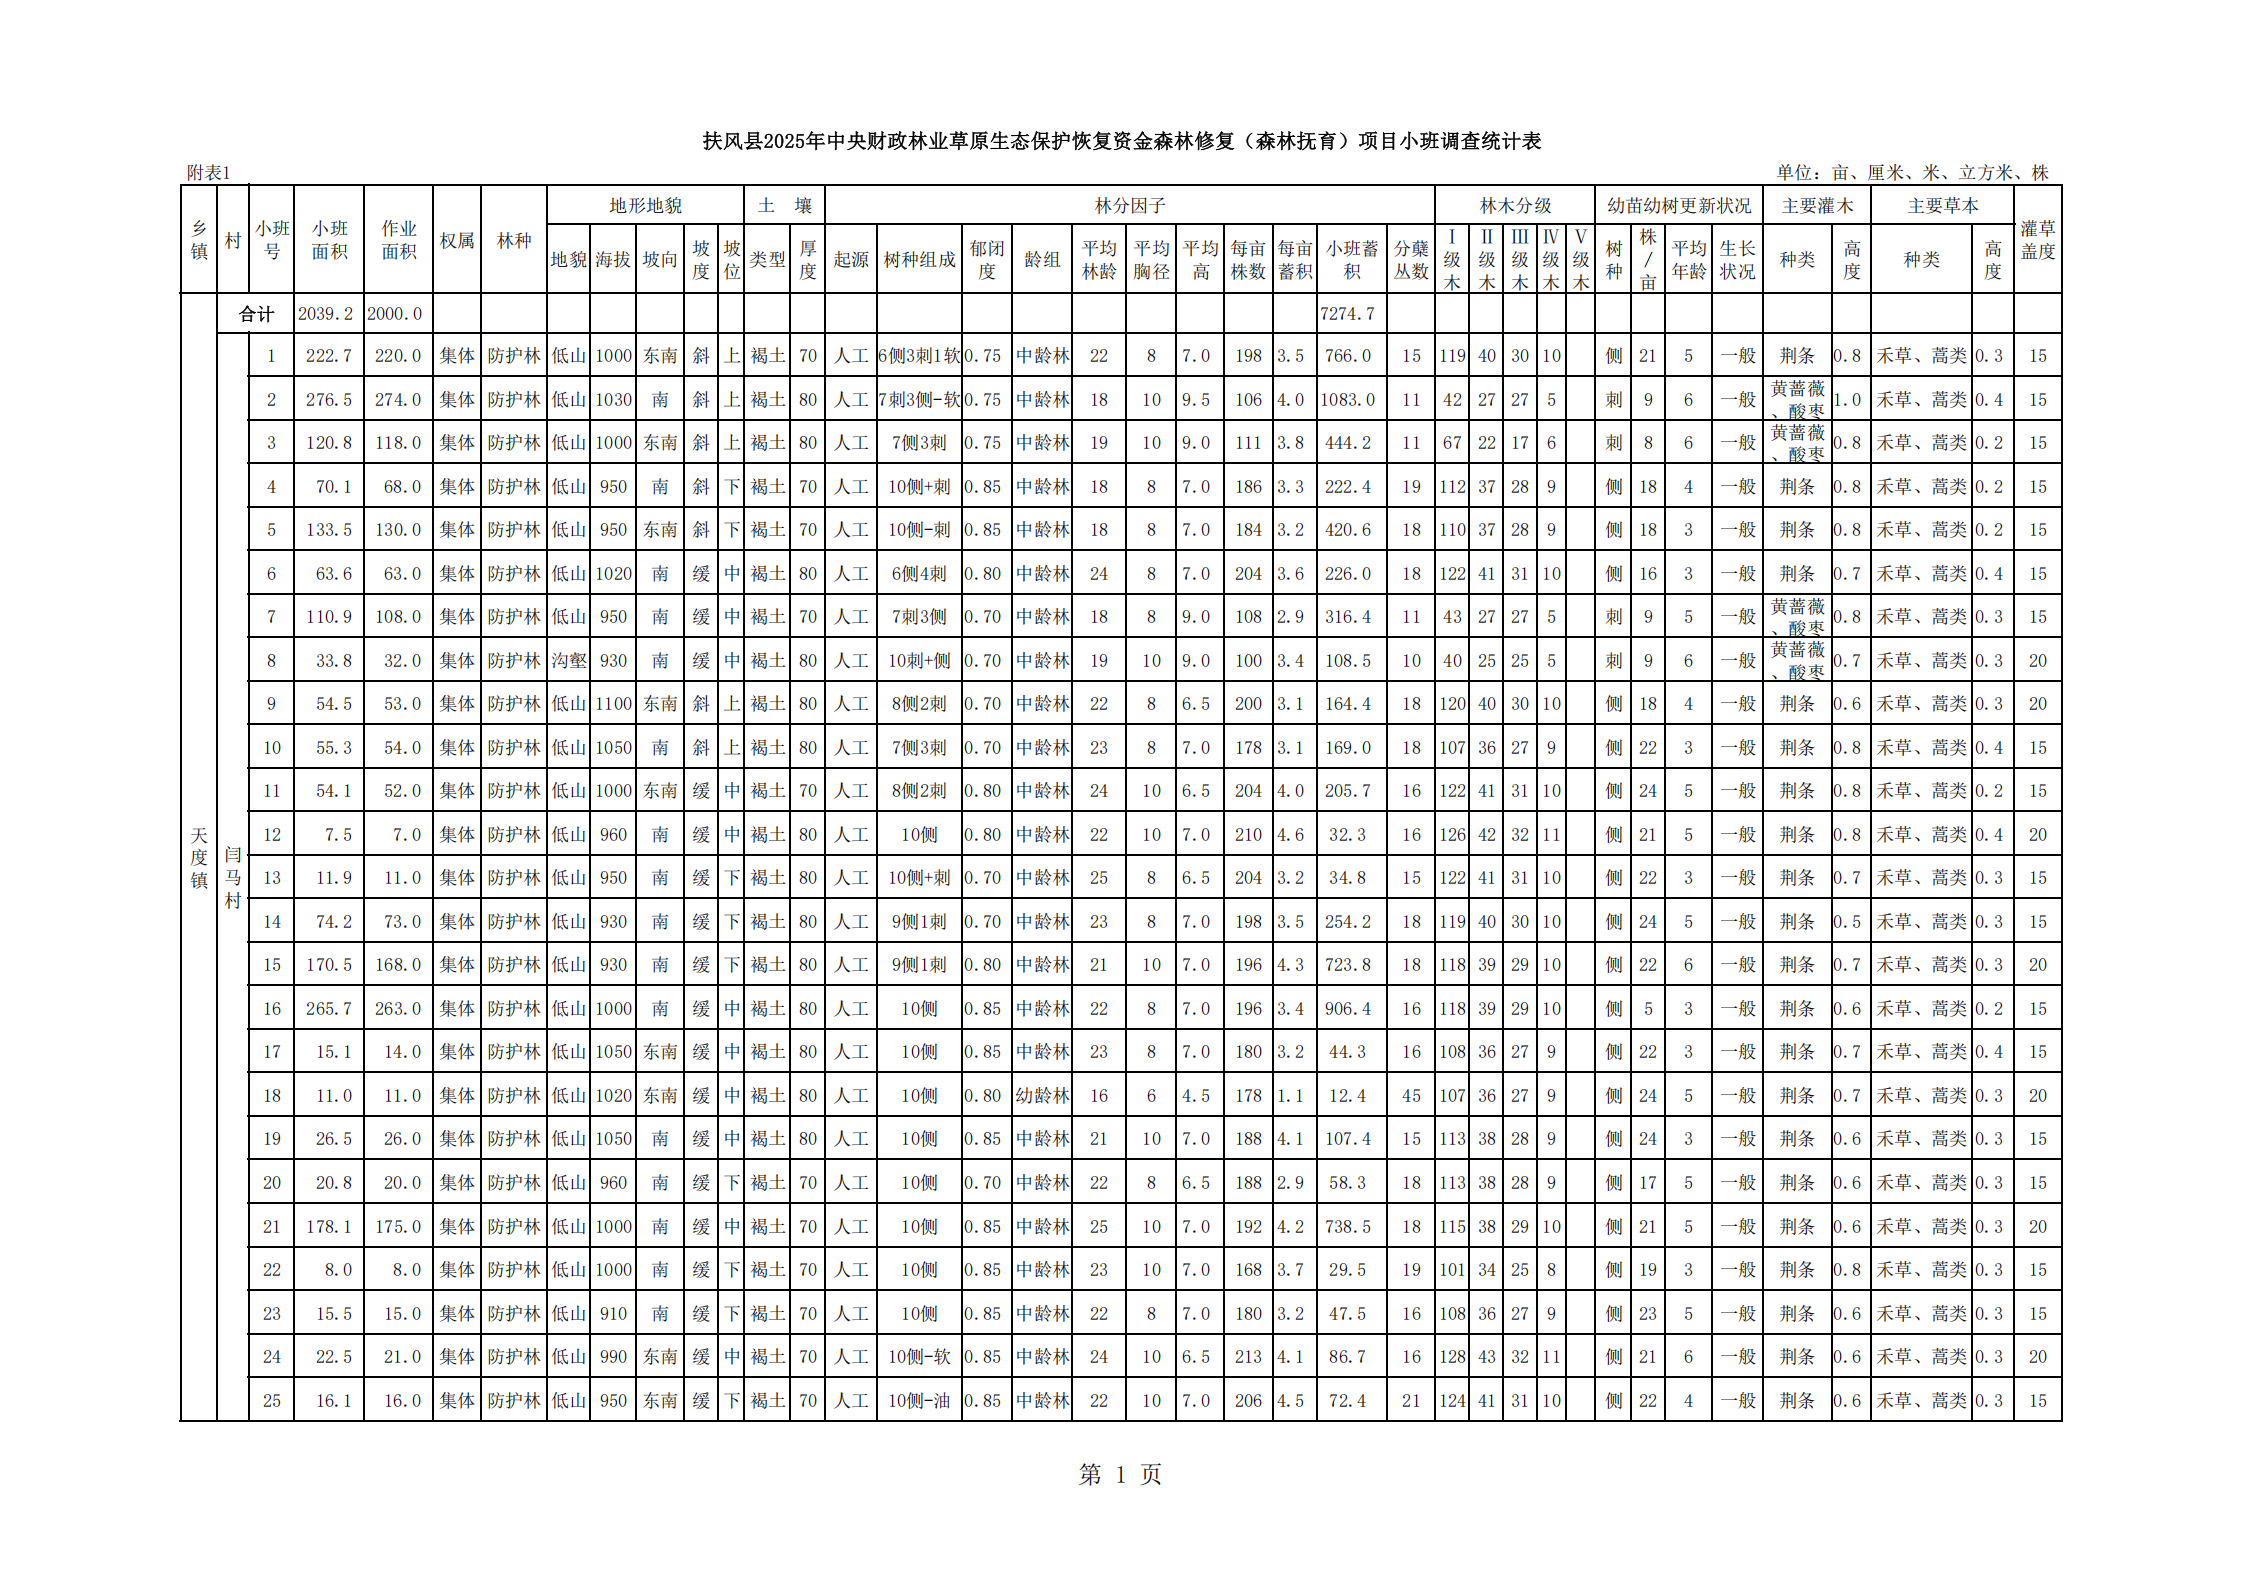 扶风县2025年中央财政林业草原生态保护恢复资金森林修复（森林抚育）项目小班调查统计表
附表1 单位：亩、厘米、米、立方米、株
乡镇 村 小班号 小班面积 作业面积 权属 林种 地形地貌 土 壤 林分因子 林木分级 幼苗幼树更新状况 主要灌木 主要草本 灌草盖度
地貌 海拔 坡向 坡度 坡位 类型 厚度 起源 树种组成 郁闭度 龄组 平均林龄 平均胸径 平均高 每亩株数 每亩蓄积 小班蓄积 分蘖丛数 Ⅰ级木 Ⅱ级木 Ⅲ级木 Ⅳ级木 Ⅴ级木 树种 株/亩 平均年龄 生长状况 种类 高度 种类 高度
天度镇 合计 2039.2 2000.0 7274.7
闫马村
1 222.7 220.0 集体 防护林 低山 1000 东南 斜 上 褐土 70 人工 6侧3刺1软 0.75 中龄林 22 8 7.0 198 3.5 766.0 15 119 40 30 10 侧 21 5 一般 荆条 0.8 禾草、蒿类 0.3 15
2 276.5 274.0 集体 防护林 低山 1030 南 斜 上 褐土 80 人工 7刺3侧-软 0.75 中龄林 18 10 9.5 106 4.0 1083.0 11 42 27 27 5 刺 9 6 一般 黄蔷薇、酸枣 1.0 禾草、蒿类 0.4 15
3 120.8 118.0 集体 防护林 低山 1000 东南 斜 上 褐土 80 人工 7侧3刺 0.75 中龄林 19 10 9.0 111 3.8 444.2 11 67 22 17 6 刺 8 6 一般 黄蔷薇、酸枣 0.8 禾草、蒿类 0.2 15
4 70.1 68.0 集体 防护林 低山 950 南 斜 下 褐土 70 人工 10侧+刺 0.85 中龄林 18 8 7.0 186 3.3 222.4 19 112 37 28 9 侧 18 4 一般 荆条 0.8 禾草、蒿类 0.2 15
5 133.5 130.0 集体 防护林 低山 950 东南 斜 下 褐土 70 人工 10侧-刺 0.85 中龄林 18 8 7.0 184 3.2 420.6 18 110 37 28 9 侧 18 3 一般 荆条 0.8 禾草、蒿类 0.2 15
6 63.6 63.0 集体 防护林 低山 1020 南 缓 中 褐土 80 人工 6侧4刺 0.80 中龄林 24 8 7.0 204 3.6 226.0 18 122 41 31 10 侧 16 3 一般 荆条 0.7 禾草、蒿类 0.4 15
7 110.9 108.0 集体 防护林 低山 950 南 缓 中 褐土 70 人工 7刺3侧 0.70 中龄林 18 8 9.0 108 2.9 316.4 11 43 27 27 5 刺 9 5 一般 黄蔷薇、酸枣 0.8 禾草、蒿类 0.3 15
8 33.8 32.0 集体 防护林 沟壑 930 南 缓 中 褐土 80 人工 10刺+侧 0.70 中龄林 19 10 9.0 100 3.4 108.5 10 40 25 25 5 刺 9 6 一般 黄蔷薇、酸枣 0.7 禾草、蒿类 0.3 20
9 54.5 53.0 集体 防护林 低山 1100 东南 斜 上 褐土 80 人工 8侧2刺 0.70 中龄林 22 8 6.5 200 3.1 164.4 18 120 40 30 10 侧 18 4 一般 荆条 0.6 禾草、蒿类 0.3 20
10 55.3 54.0 集体 防护林 低山 1050 南 斜 上 褐土 80 人工 7侧3刺 0.70 中龄林 23 8 7.0 178 3.1 169.0 18 107 36 27 9 侧 22 3 一般 荆条 0.8 禾草、蒿类 0.4 15
11 54.1 52.0 集体 防护林 低山 1000 东南 缓 中 褐土 70 人工 8侧2刺 0.80 中龄林 24 10 6.5 204 4.0 205.7 16 122 41 31 10 侧 24 5 一般 荆条 0.8 禾草、蒿类 0.2 15
12 7.5 7.0 集体 防护林 低山 960 南 缓 中 褐土 80 人工 10侧 0.80 中龄林 22 10 7.0 210 4.6 32.3 16 126 42 32 11 侧 21 5 一般 荆条 0.8 禾草、蒿类 0.4 20
13 11.9 11.0 集体 防护林 低山 950 南 缓 下 褐土 80 人工 10侧+刺 0.70 中龄林 25 8 6.5 204 3.2 34.8 15 122 41 31 10 侧 22 3 一般 荆条 0.7 禾草、蒿类 0.3 15
14 74.2 73.0 集体 防护林 低山 930 南 缓 下 褐土 80 人工 9侧1刺 0.70 中龄林 23 8 7.0 198 3.5 254.2 18 119 40 30 10 侧 24 5 一般 荆条 0.5 禾草、蒿类 0.3 15
15 170.5 168.0 集体 防护林 低山 930 南 缓 下 褐土 80 人工 9侧1刺 0.80 中龄林 21 10 7.0 196 4.3 723.8 18 118 39 29 10 侧 22 6 一般 荆条 0.7 禾草、蒿类 0.3 20
16 265.7 263.0 集体 防护林 低山 1000 南 缓 中 褐土 80 人工 10侧 0.85 中龄林 22 8 7.0 196 3.4 906.4 16 118 39 29 10 侧 5 3 一般 荆条 0.6 禾草、蒿类 0.2 15
17 15.1 14.0 集体 防护林 低山 1050 东南 缓 中 褐土 80 人工 10侧 0.85 中龄林 23 8 7.0 180 3.2 44.3 16 108 36 27 9 侧 22 3 一般 荆条 0.7 禾草、蒿类 0.4 15
18 11.0 11.0 集体 防护林 低山 1020 东南 缓 中 褐土 80 人工 10侧 0.80 幼龄林 16 6 4.5 178 1.1 12.4 45 107 36 27 9 侧 24 5 一般 荆条 0.7 禾草、蒿类 0.3 20
19 26.5 26.0 集体 防护林 低山 1050 南 缓 中 褐土 80 人工 10侧 0.85 中龄林 21 10 7.0 188 4.1 107.4 15 113 38 28 9 侧 24 3 一般 荆条 0.6 禾草、蒿类 0.3 15
20 20.8 20.0 集体 防护林 低山 960 南 缓 下 褐土 70 人工 10侧 0.70 中龄林 22 8 6.5 188 2.9 58.3 18 113 38 28 9 侧 17 5 一般 荆条 0.6 禾草、蒿类 0.3 15
21 178.1 175.0 集体 防护林 低山 1000 南 缓 中 褐土 70 人工 10侧 0.85 中龄林 25 10 7.0 192 4.2 738.5 18 115 38 29 10 侧 21 5 一般 荆条 0.6 禾草、蒿类 0.3 20
22 8.0 8.0 集体 防护林 低山 1000 南 缓 下 褐土 70 人工 10侧 0.85 中龄林 23 10 7.0 168 3.7 29.5 19 101 34 25 8 侧 19 3 一般 荆条 0.8 禾草、蒿类 0.3 15
23 15.5 15.0 集体 防护林 低山 910 南 缓 下 褐土 70 人工 10侧 0.85 中龄林 22 8 7.0 180 3.2 47.5 16 108 36 27 9 侧 23 5 一般 荆条 0.6 禾草、蒿类 0.3 15
24 22.5 21.0 集体 防护林 低山 990 东南 缓 中 褐土 70 人工 10侧-软 0.85 中龄林 24 10 6.5 213 4.1 86.7 16 128 43 32 11 侧 21 6 一般 荆条 0.6 禾草、蒿类 0.3 20
25 16.1 16.0 集体 防护林 低山 950 东南 缓 下 褐土 70 人工 10侧-油 0.85 中龄林 22 10 7.0 206 4.5 72.4 21 124 41 31 10 侧 22 4 一般 荆条 0.6 禾草、蒿类 0.3 15
第 1 页